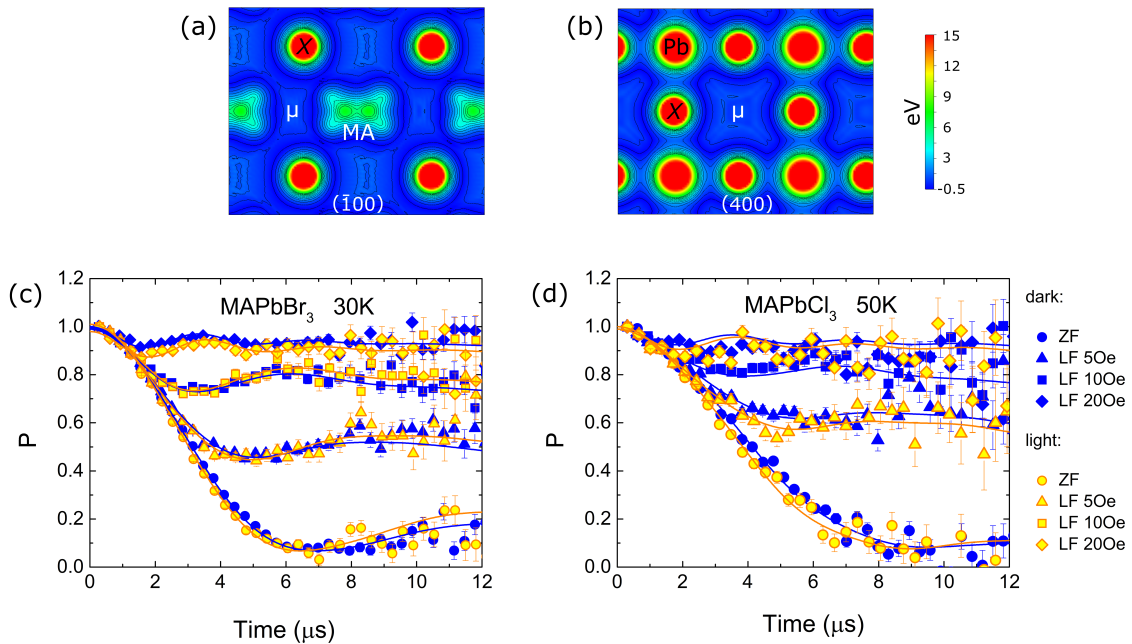 (a)
X
μ
MA
(1̄00)
(b)
Pb
X
μ
(400)
15
12
9
6
3
-0.5
eV
(c)
MAPbBr₃ 30K
P
1.2
1.0
0.8
0.6
0.4
0.2
0.0
0 2 4 6 8 10 12
Time (μs)
(d)
MAPbCl₃ 50K
P
1.2
1.0
0.8
0.6
0.4
0.2
0.0
0 2 4 6 8 10 12
Time (μs)
dark:
ZF
LF 5Oe
LF 10Oe
LF 20Oe
light:
ZF
LF 5Oe
LF 10Oe
LF 20Oe